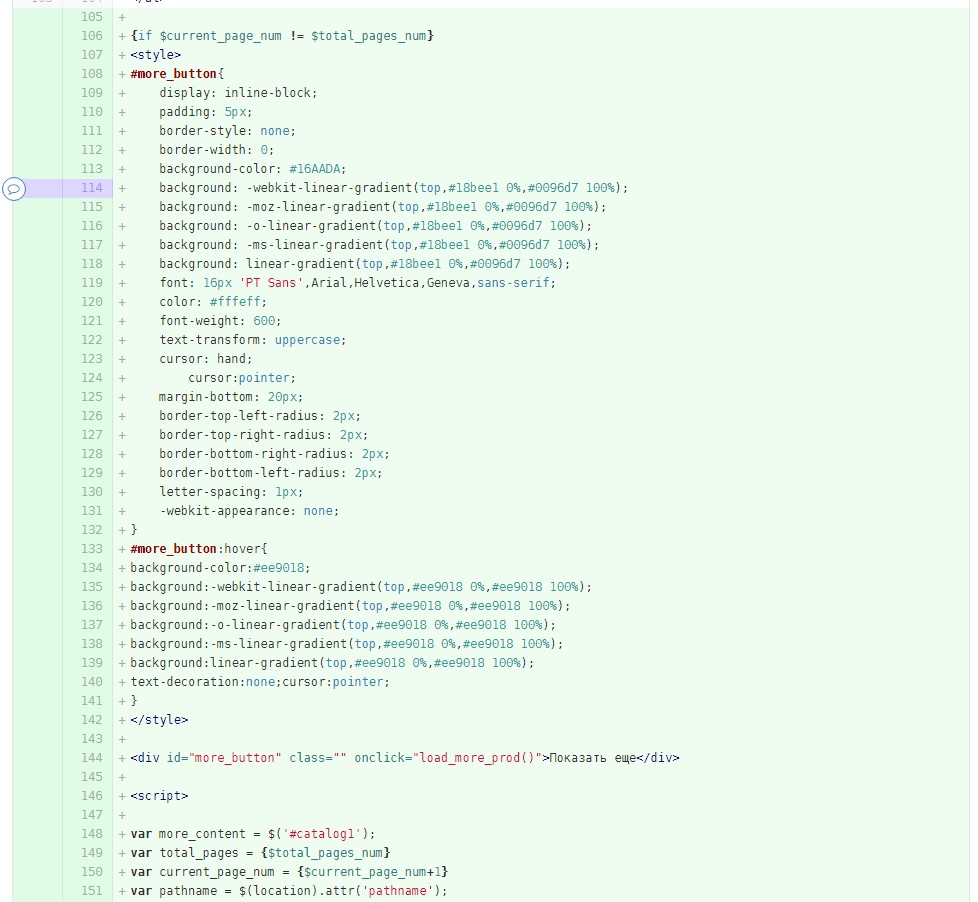 105 +
106 + {if $current_page_num != $total_pages_num}
107 + <style>
108 + #more_button{
109 +     display: inline-block;
110 +     padding: 5px;
111 +     border-style: none;
112 +     border-width: 0;
113 +     background-color: #16AADA;
114 +     background: -webkit-linear-gradient(top,#18bee1 0%,#0096d7 100%);
115 +     background: -moz-linear-gradient(top,#18bee1 0%,#0096d7 100%);
116 +     background: -o-linear-gradient(top,#18bee1 0%,#0096d7 100%);
117 +     background: -ms-linear-gradient(top,#18bee1 0%,#0096d7 100%);
118 +     background: linear-gradient(top,#18bee1 0%,#0096d7 100%);
119 +     font: 16px 'PT Sans',Arial,Helvetica,Geneva,sans-serif;
120 +     color: #fffeff;
121 +     font-weight: 600;
122 +     text-transform: uppercase;
123 +     cursor: hand;
124 +         cursor:pointer;
125 +     margin-bottom: 20px;
126 +     border-top-left-radius: 2px;
127 +     border-top-right-radius: 2px;
128 +     border-bottom-right-radius: 2px;
129 +     border-bottom-left-radius: 2px;
130 +     letter-spacing: 1px;
131 +     -webkit-appearance: none;
132 + }
133 + #more_button:hover{
134 + background-color:#ee9018;
135 + background:-webkit-linear-gradient(top,#ee9018 0%,#ee9018 100%);
136 + background:-moz-linear-gradient(top,#ee9018 0%,#ee9018 100%);
137 + background:-o-linear-gradient(top,#ee9018 0%,#ee9018 100%);
138 + background:-ms-linear-gradient(top,#ee9018 0%,#ee9018 100%);
139 + background:linear-gradient(top,#ee9018 0%,#ee9018 100%);
140 + text-decoration:none;cursor:pointer;
141 + }
142 + </style>
143 +
144 + <div id="more_button" class="" onclick="load_more_prod()">Показать еще</div>
145 +
146 + <script>
147 +
148 + var more_content = $('#catalog1');
149 + var total_pages = {$total_pages_num}
150 + var current_page_num = {$current_page_num+1}
151 + var pathname = $(location).attr('pathname');